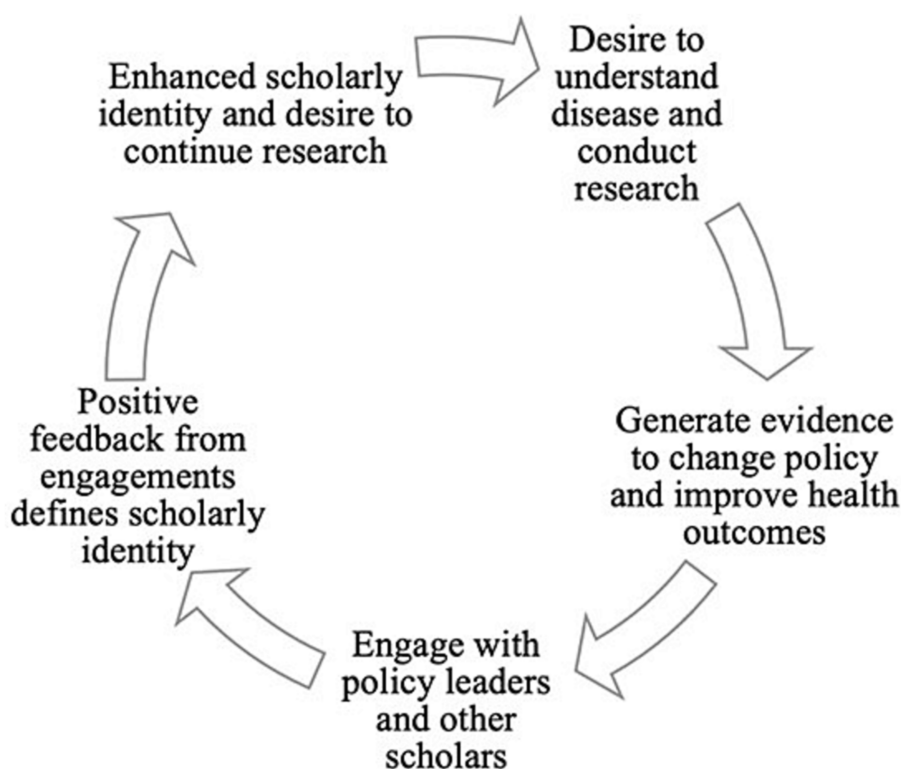 Enhanced scholarly
identity and desire to
continue research
Desire to
understand
disease and
conduct
research
Generate evidence
to change policy
and improve health
outcomes
Engage with
policy leaders
and other
scholars
Positive
feedback from
engagements
defines scholarly
identity